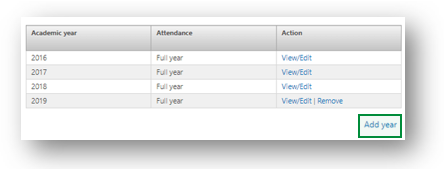 Academic year Attendance Action
2016 Full year View/Edit
2017 Full year View/Edit
2018 Full year View/Edit
2019 Full year View/Edit | Remove
Add year